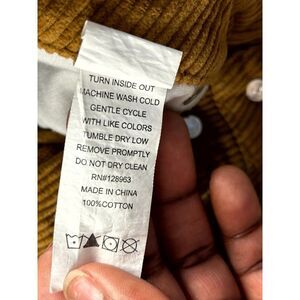 TURN INSIDE OUT
MACHINE WASH COLD
GENTLE CYCLE
WITH LIKE COLORS
TUMBLE DRY LOW
REMOVE PROMPTLY
DO NOT DRY CLEAN
RN#128963
MADE IN CHINA
100%COTTON